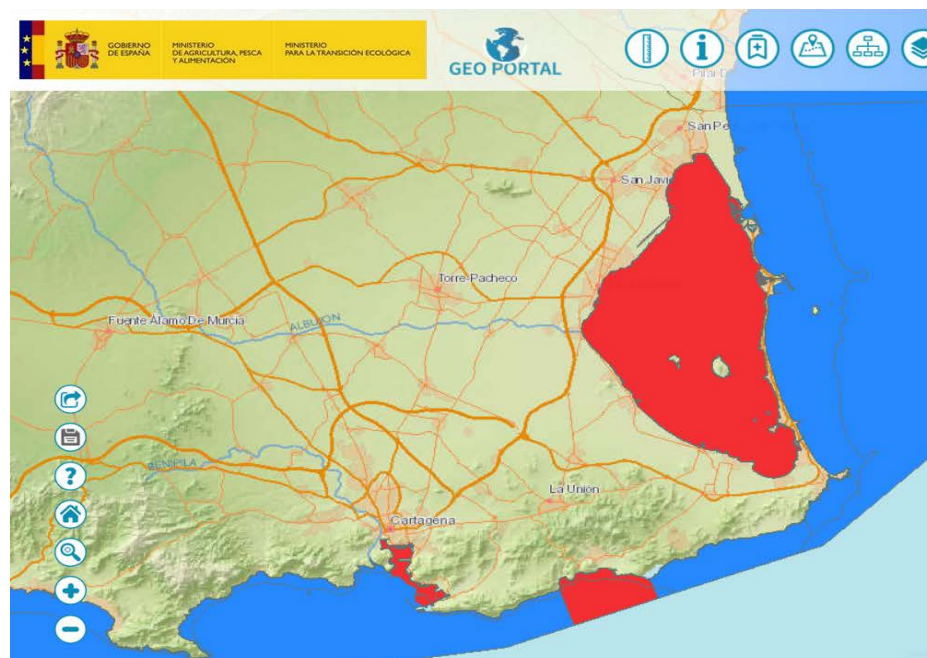 GOBIERNO
DE ESPAÑA
MINISTERIO
DE AGRICULTURA, PESCA
Y ALIMENTACIÓN
MINISTERIO
PARA LA TRANSICIÓN ECOLÓGICA
GEO PORTAL
Pilar D
San Pe
San Javi
Torre-Pacheco
Fuente Álamo De Murcia
ALBUJON
BENIPILA
La Unión
Cartagena